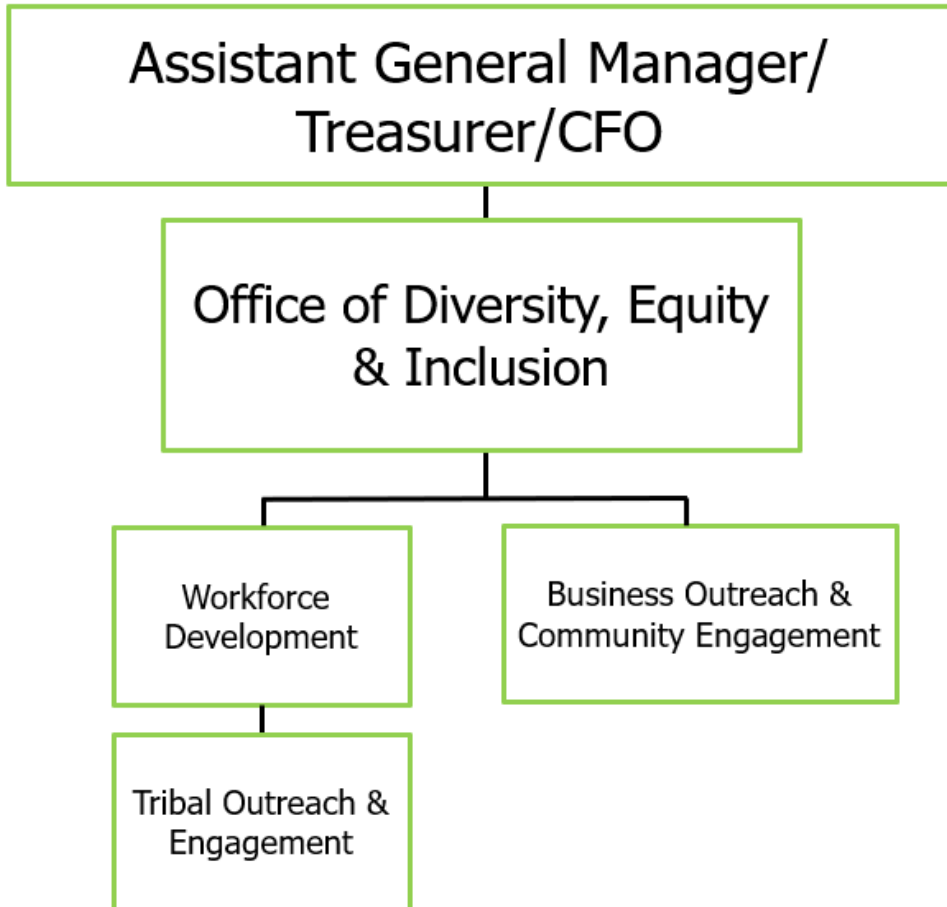 Assistant General Manager/
Treasurer/CFO
Office of Diversity, Equity
& Inclusion
Workforce
Development
Business Outreach &
Community Engagement
Tribal Outreach &
Engagement